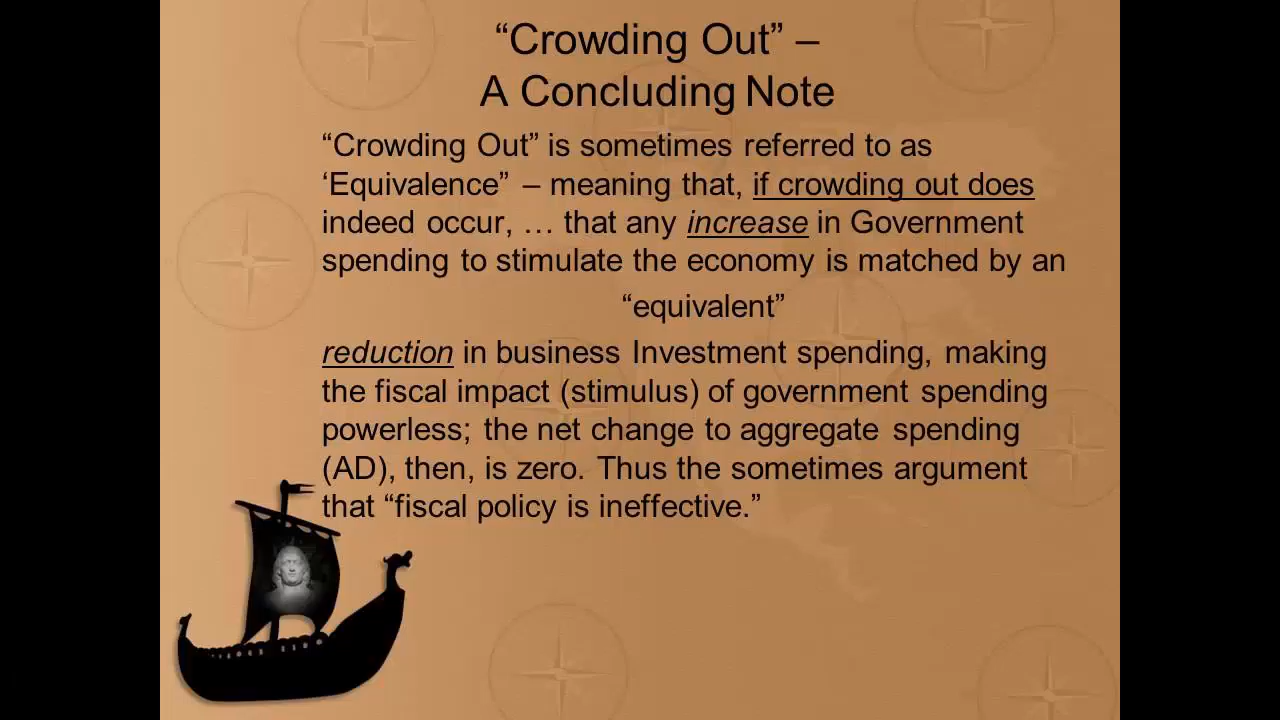 “Crowding Out” –
A Concluding Note
“Crowding Out” is sometimes referred to as
‘Equivalence” – meaning that, if crowding out does
indeed occur, … that any increase in Government
spending to stimulate the economy is matched by an
“equivalent”
reduction in business Investment spending, making
the fiscal impact (stimulus) of government spending
powerless; the net change to aggregate spending
(AD), then, is zero. Thus the sometimes argument
that “fiscal policy is ineffective.”